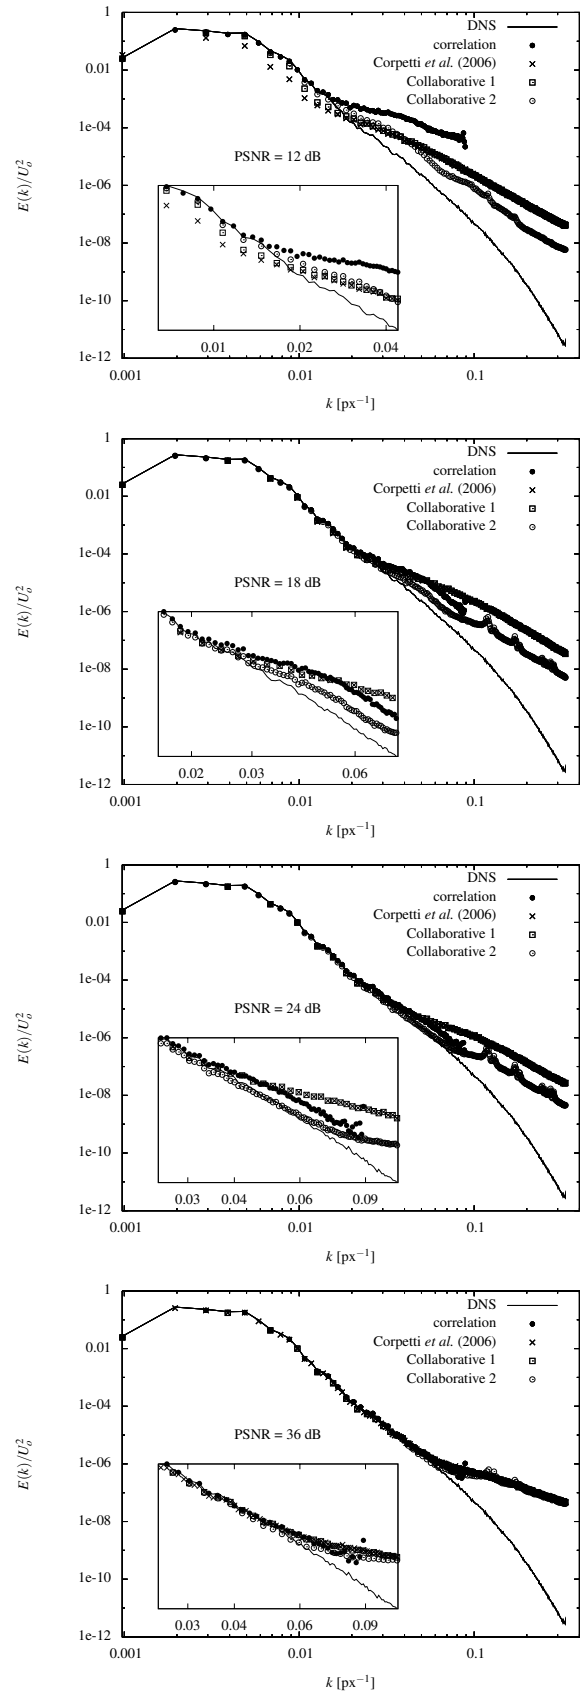 1
0.01
1e-04
1e-06
1e-08
1e-10
1e-12
E(k)/U_o^2
DNS
correlation
Corpetti et al. (2006)
Collaborative 1
Collaborative 2
PSNR = 12 dB
0.01 0.02 0.04
0.001 0.01 0.1
k [px^{-1}]
1
0.01
1e-04
1e-06
1e-08
1e-10
1e-12
E(k)/U_o^2
DNS
correlation
Corpetti et al. (2006)
Collaborative 1
Collaborative 2
PSNR = 18 dB
0.02 0.03 0.06
0.001 0.01 0.1
k [px^{-1}]
1
0.01
1e-04
1e-06
1e-08
1e-10
1e-12
E(k)/U_o^2
DNS
correlation
Corpetti et al. (2006)
Collaborative 1
Collaborative 2
PSNR = 24 dB
0.03 0.04 0.06 0.09
0.001 0.01 0.1
k [px^{-1}]
1
0.01
1e-04
1e-06
1e-08
1e-10
1e-12
E(k)/U_o^2
DNS
correlation
Corpetti et al. (2006)
Collaborative 1
Collaborative 2
PSNR = 36 dB
0.03 0.04 0.06 0.09
0.001 0.01 0.1
k [px^{-1}]